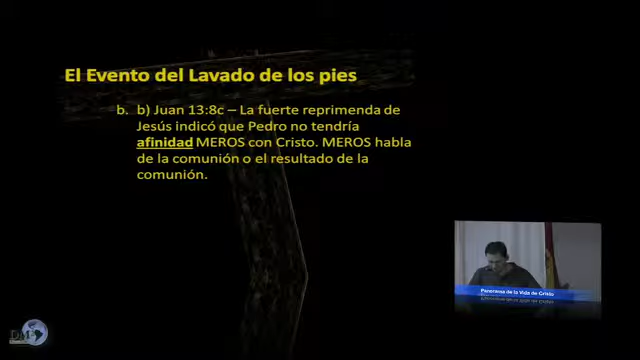 El Evento del Lavado de los pies
b. b) Juan 13:8c – La fuerte reprimenda de
Jesús indicó que Pedro no tendría
afinidad MEROS con Cristo. MEROS habla
de la comunión o el resultado de la
comunión.
Panorama de la Vida de Cristo
DM